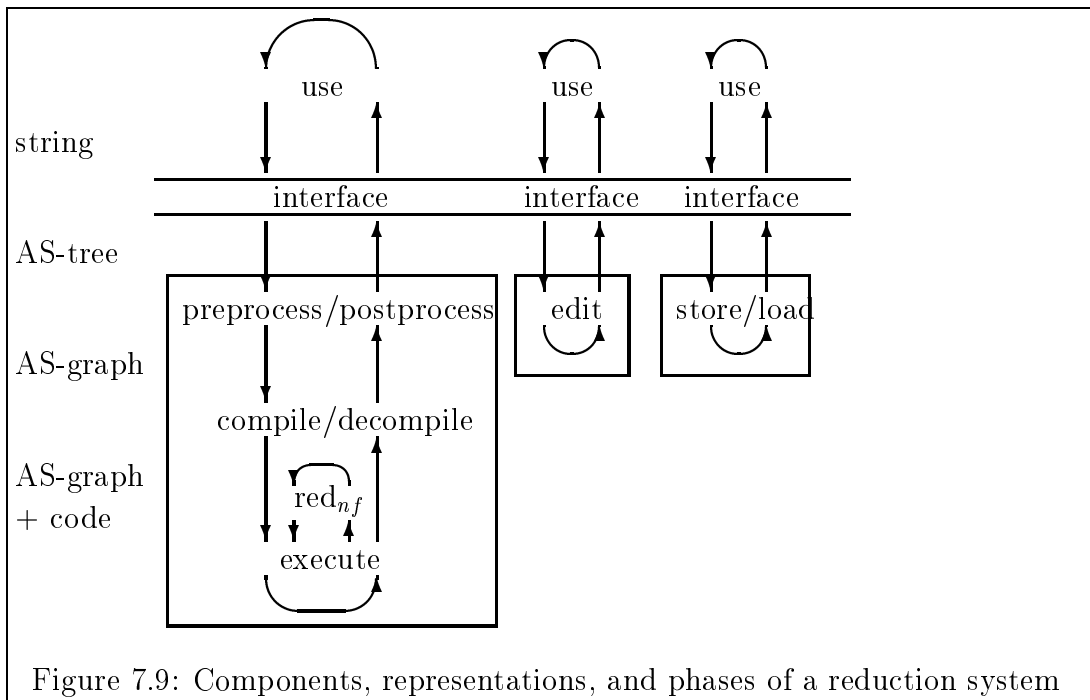 use use use
string
interface interface interface
AS-tree
preprocess/postprocess edit store/load
AS-graph
compile/decompile
AS-graph
red_nf
+ code
execute
Figure 7.9: Components, representations, and phases of a reduction system